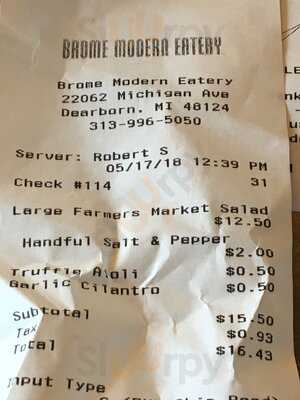 BROME MODERN EATERY
Brome Modern Eatery
22062 Michigan Ave
Dearborn, MI 48124
313-996-5050
Server: Robert S
05/17/18 12:39 PM
Check #114 31
Large Farmers Market Salad
$12.50
Handful Salt & Pepper
$2.00
Truffle Aioli $0.50
Garlic Cilantro $0.50
Subtotal $15.50
Tax $0.93
Total $16.43
Input Type